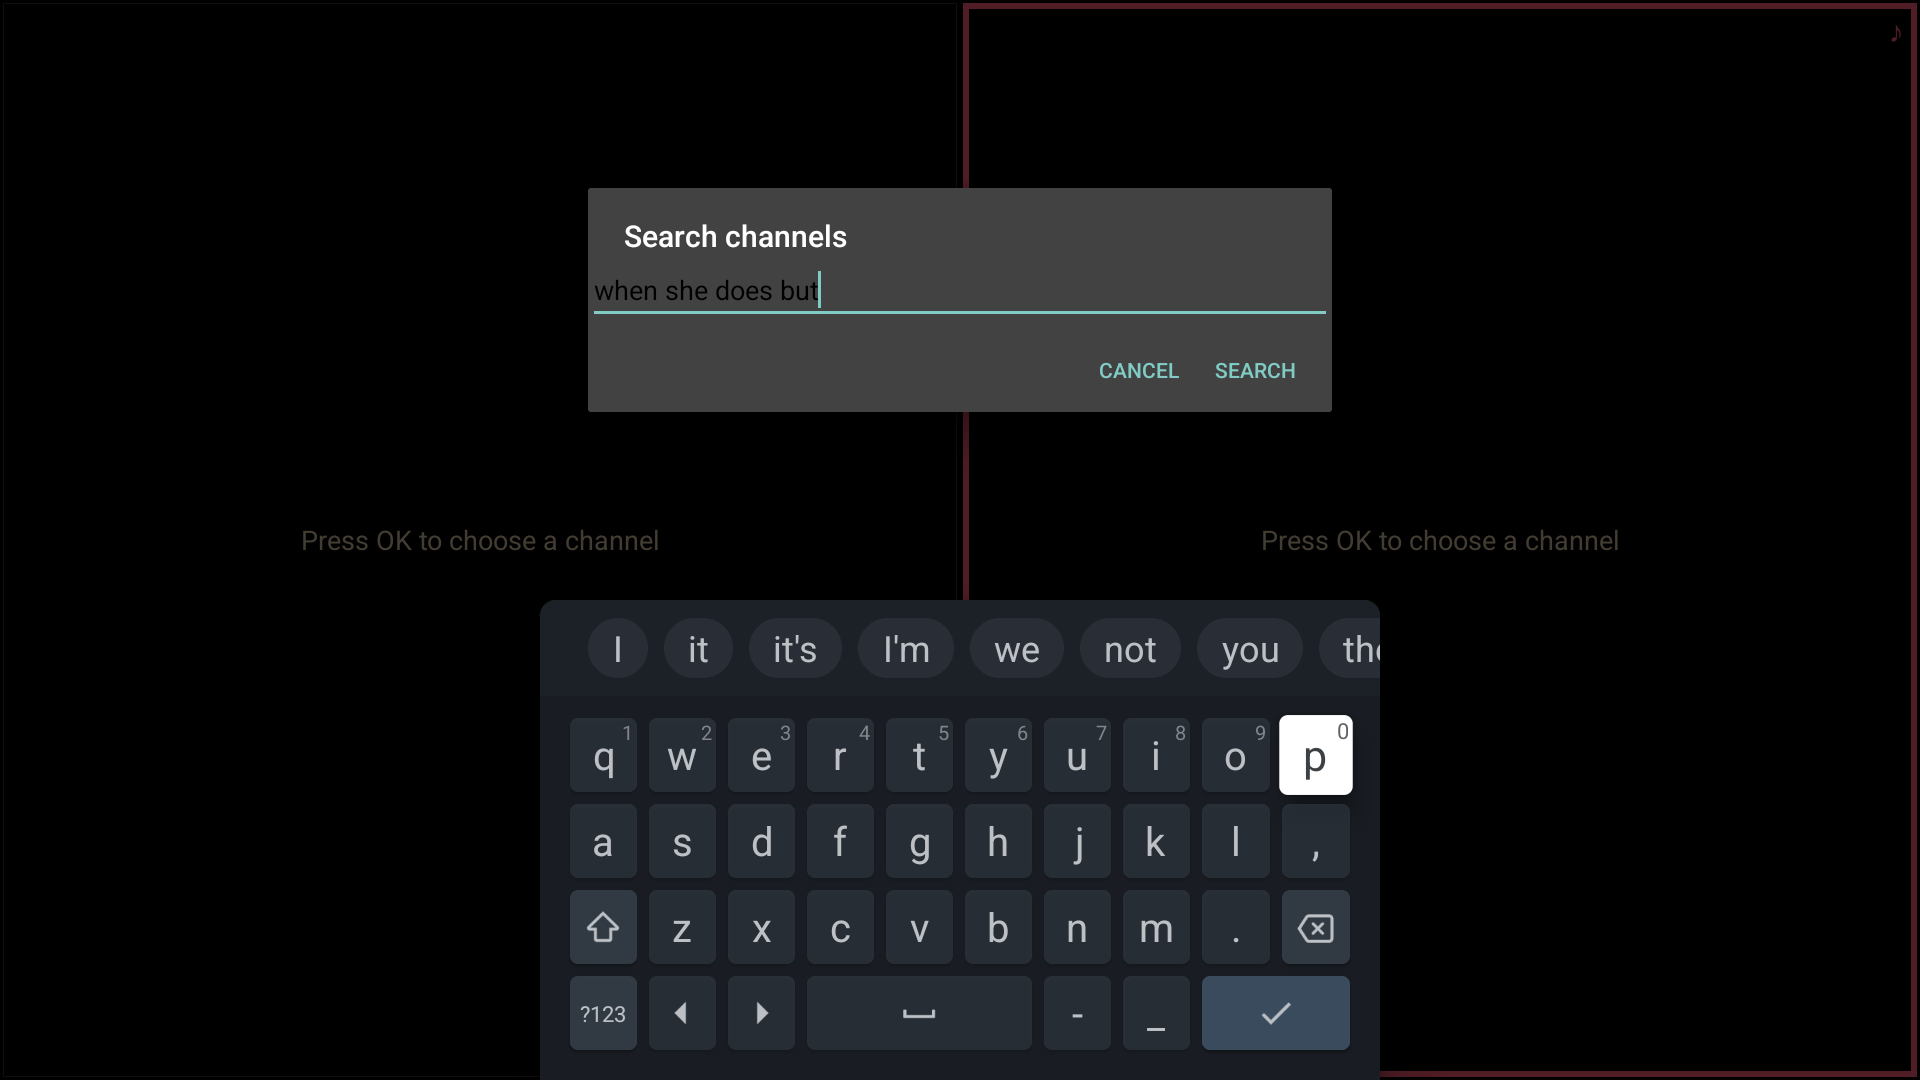 ♪
Search channels
when she does but
CANCEL SEARCH
Press OK to choose a channel Press OK to choose a channel
I it it's I'm we not you the
q 1 w 2 e 3 r 4 t 5 y 6 u 7 i 8 o 9 p 0
a s d f g h j k l ,
z x c v b n m .
?123 - _